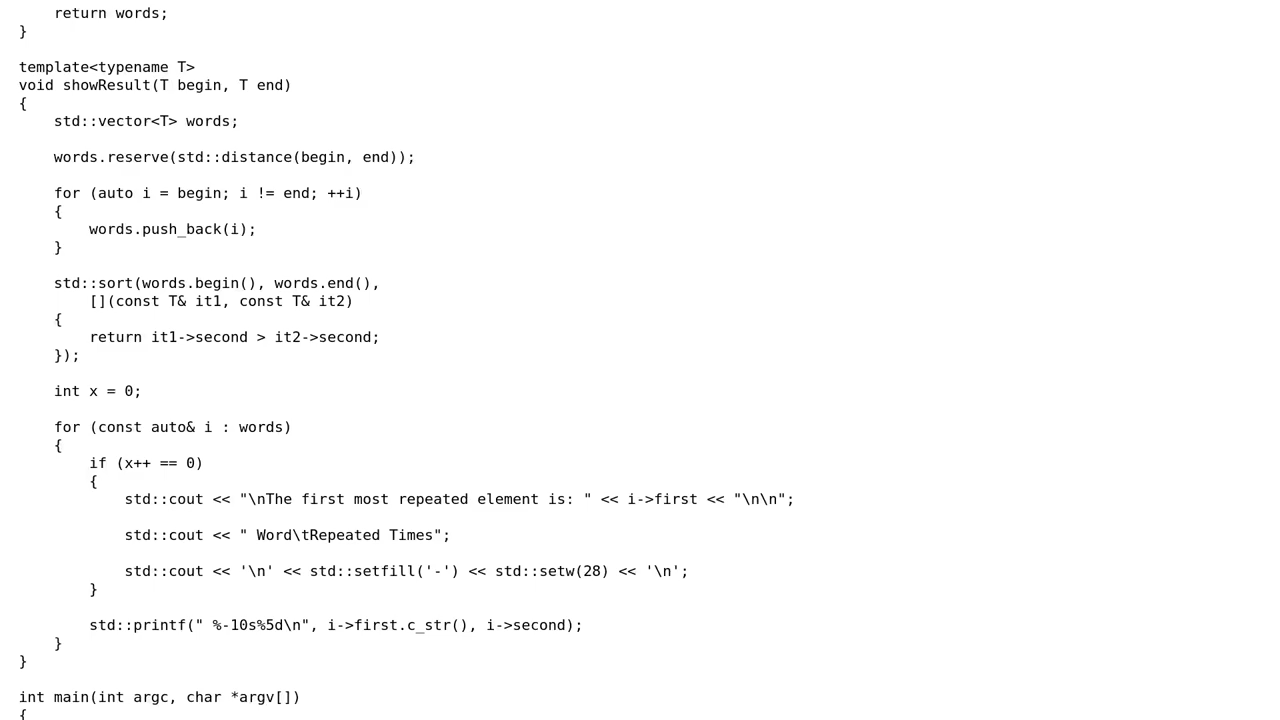 return words;
}

template<typename T>
void showResult(T begin, T end)
{
    std::vector<T> words;

    words.reserve(std::distance(begin, end));

    for (auto i = begin; i != end; ++i)
    {
        words.push_back(i);
    }

    std::sort(words.begin(), words.end(),
        [](const T& it1, const T& it2)
    {
        return it1->second > it2->second;
    });

    int x = 0;

    for (const auto& i : words)
    {
        if (x++ == 0)
        {
            std::cout << "\nThe first most repeated element is: " << i->first << "\n\n";

            std::cout << " Word\tRepeated Times";

            std::cout << '\n' << std::setfill('-') << std::setw(28) << '\n';
        }

        std::printf(" %-10s%5d\n", i->first.c_str(), i->second);
    }
}

int main(int argc, char *argv[])
{